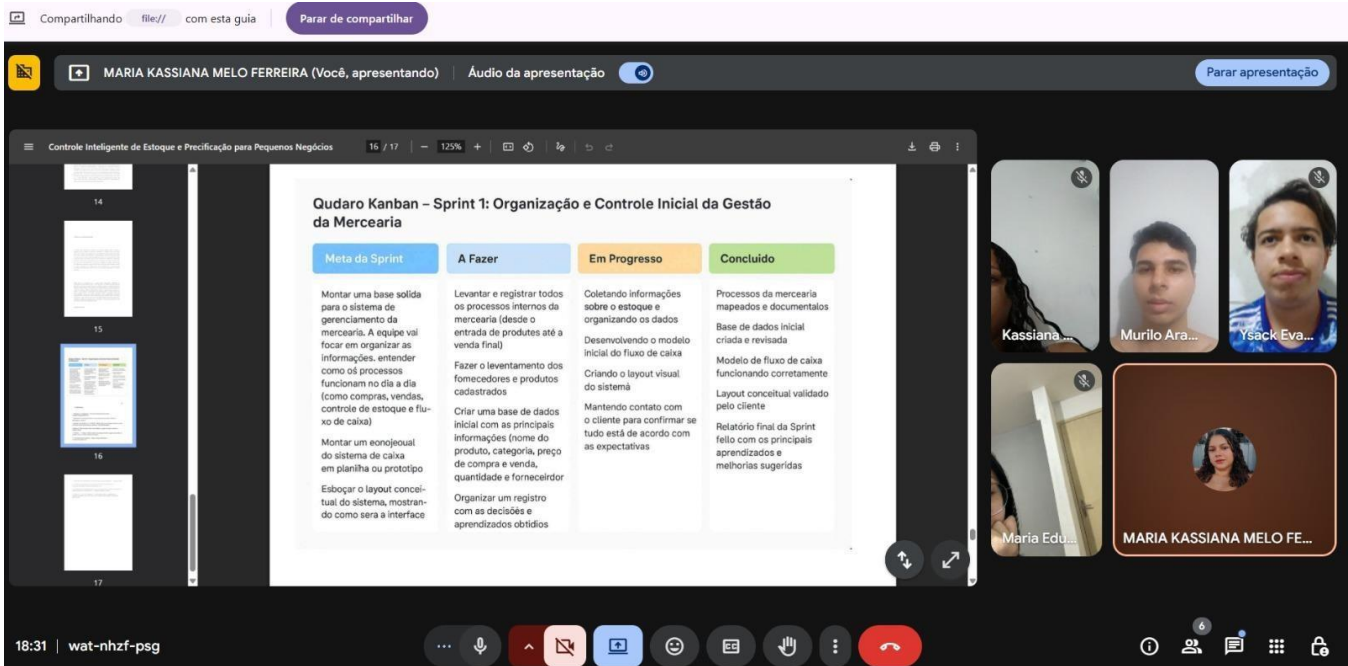 Compartilhando file:// com esta guia Parar de compartilhar
MARIA KASSIANA MELO FERREIRA (Você, apresentando) Áudio da apresentação Parar apresentação
Controle Inteligente de Estoque e Precificação para Pequenos Negócios 16 / 17 125%
14
15
16
17
Qudaro Kanban – Sprint 1: Organização e Controle Inicial da Gestão
da Mercearia
Meta da Sprint
Montar uma base solida
para o sistema de
gerenciamento da
mercearia. A equipe vai
focar em organizar as
informações. entender
como oś processos
funcionam no dia a dia
(como compras, vendas,
controle de estoque e flu-
xo de caixa)
Montar um eonojeoual
do sistema de caixa
em planilha ou prototipo
Esboçar o layout concei-
tual do sistema, mostran-
do como sera a interface
A Fazer
Levantar e registrar todos
os processos internos da
mercearia (desde o
entrada de produtes até a
venda final)
Fazer o leventamento dos
fomecedores e produtos
cadastrados
Criar uma base de dados
inicial com as principais
informações (nome do
produto, categoria, preço
de compra e venda,
quantidade e forneceirdor
Organizar um registro
com as decisóes e
aprendizados obtidios
Em Progresso
Coletando informações
sobre o estoque e
organizando os dados
Desenvolvendo o modelo
inicial do fluxo de caixa
Criando o layout visual
do sistemà
Mantendo contato com
o cliente para confirmar se
tudo está de acordo com
as expectativas
Concluido
Processos da mercearia
mapeados e documentalos
Base de dados inicial
criada e revisada
Modelo de fluxo de caixa
funcionando corretamente
Layout conceitual validado
pelo cliente
Relatório final da Sprint
fello com os principais
aprendizados e
melhorias sugeridas
Kassiana ...
Murilo Ara...
Ysack Eva...
Maria Edu...
MARIA KASSIANA MELO FE...
18:31 | wat-nhzf-psg
6